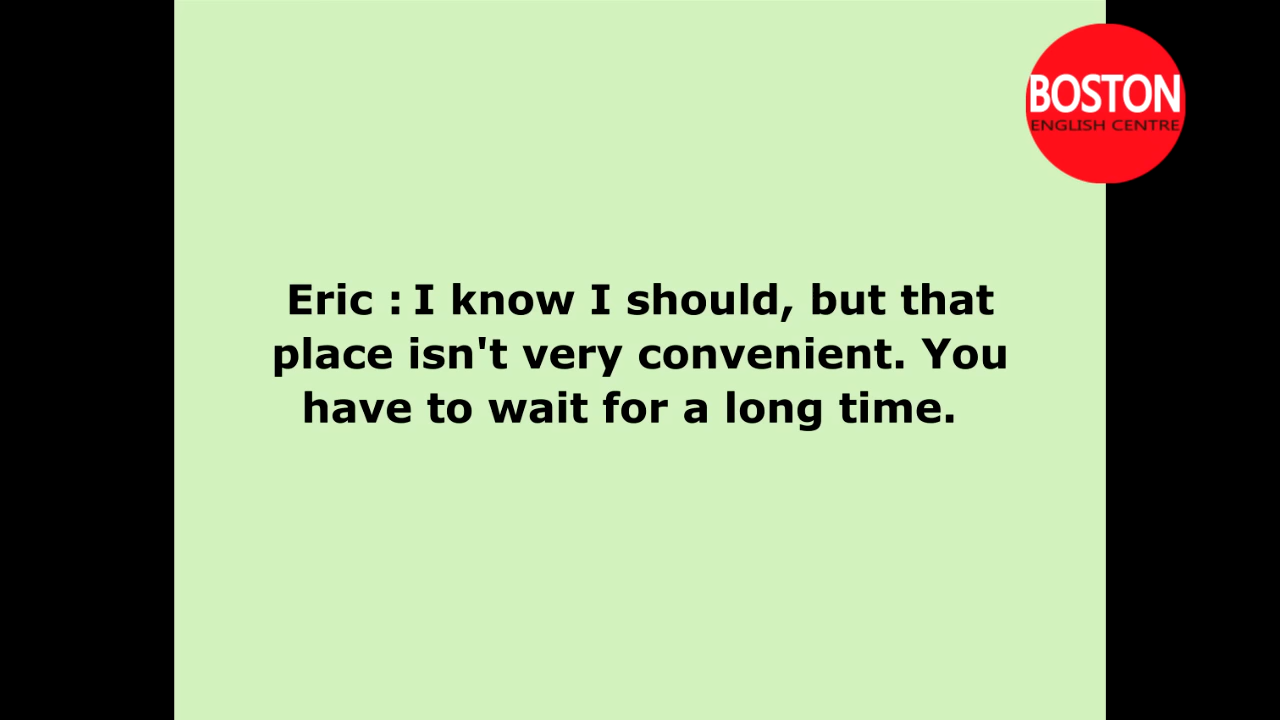 BOSTON
ENGLISH CENTRE
Eric : I know I should, but that
place isn't very convenient. You
have to wait for a long time.